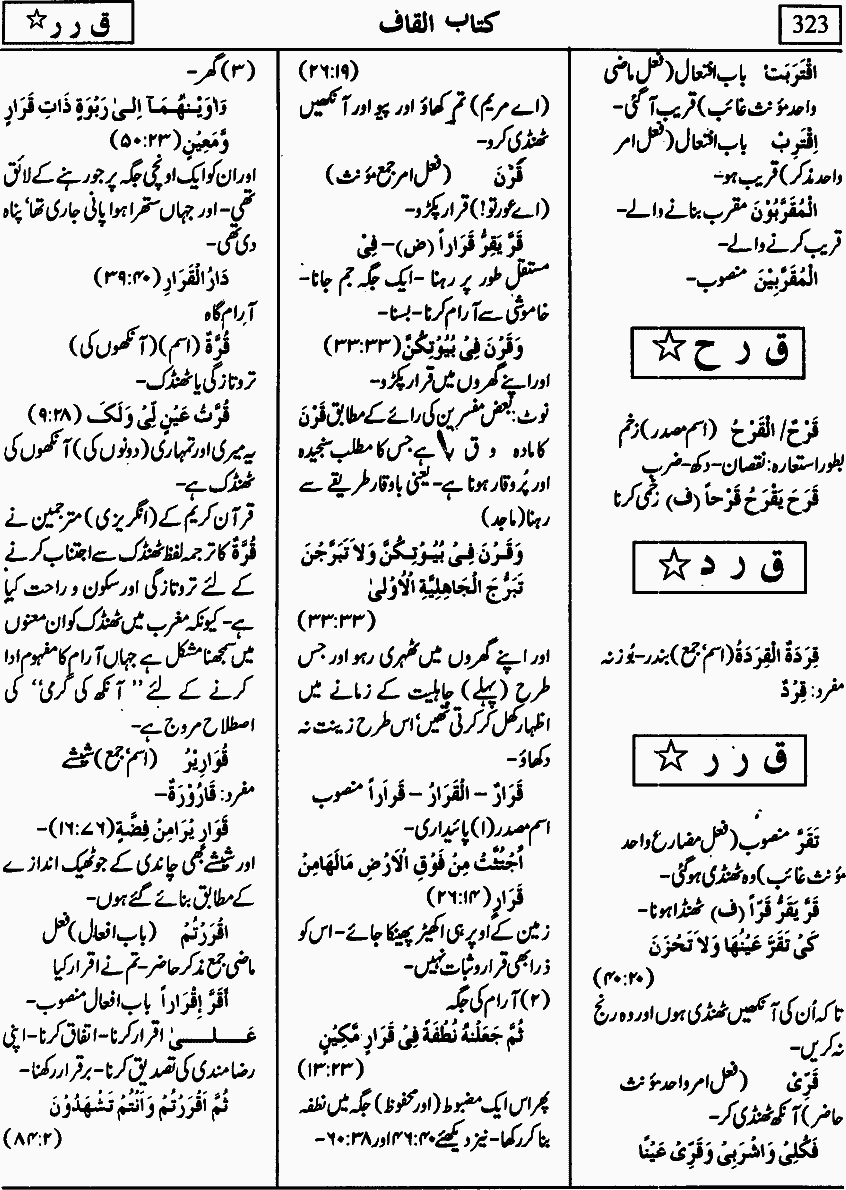 ق ر ر ☆
كتاب القاف
323
اقْتَرَبَتْ باب افتعال (فعل ماضی
واحد مؤنث غائب) قریب آ گئی-
اِقْتَرِبْ باب افتعال (فعل امر
واحد مذکر) قریب ہو-
الْمُقَرَّبُوْنَ مقرب بنانے والے-
قریب کرنے والے-
الْمُقَرَّبِيْنَ منصوب-
ق ر ح ☆
قَرْحٌ/ الْقَرْحُ (اسم مصدر) زخم
بطور استعارہ: نقصان- دکھ- ضرب
قَرَحَ يَقْرَحُ قَرْحاً (ف) زخمی کرنا
ق ر د ☆
قِرَدَةٌ الْقِرَدَةُ (اسم' جمع) بندر- بُوزنہ
مفرد: قِرْدٌ
ق ر ر ☆
تَقَرَّ منصوب (فعل مضارع واحد
مؤنث غائب) وہ ٹھنڈی ہو گئی-
قَرَّ يَقَرُّ قَرّاً (ف) ٹھنڈا ہونا-
كَىْ تَقَرَّ عَيْنُهَا وَلَا تَحْزَنَ
(۴۰:۲۰)
تا کہ اُن کی آنکھیں ٹھنڈی ہوں اور وہ رنج
نہ کریں-
قَرِّىْ (فعل امر واحد مؤنث
حاضر) آنکھ ٹھنڈی کر-
فَكُلِىْ وَاشْرَبِىْ وَقَرِّىْ عَيْنًا
(۲۶:۱۹)
(اے مریم) تم کھاؤ اور پیو اور آنکھیں
ٹھنڈی کرو-
قَرْنَ (فعل امر جمع مؤنث)
(اے عورتو!) قرار پکڑو-
قَرَّ يَقِرُّ قَرَاراً (ض)- فِىْ
مستقل طور پر رہنا- ایک جگہ جم جانا-
خاموشی سے آرام کرنا- بسنا-
وَقَرْنَ فِىْ بُيُوْتِكُنَّ (۳۳:۳۳)
اور اپنے گھروں میں قرار پکڑو-
نوٹ: بعض مفسرین کی رائے کے مطابق قَرْنَ
کا مادہ و ق ر ہے جس کا مطلب سنجیدہ
اور پُروقار ہونا ہے- یعنی باوقار طریقے سے
رہنا (ماجد)
وَقَرْنَ فِىْ بُيُوْتِكُنَّ وَلَا تَبَرَّجْنَ
تَبَرُّجَ الْجَاهِلِيَّةِ الْاُوْلىٰ
(۳۳:۳۳)
اور اپنے گھروں میں ٹھہری رہو اور جس
طرح (پہلے) جاہلیت کے زمانے میں
اظہار کھل کر کرتی تھیں' اس طرح زینت نہ
دکھاؤ-
قَرَارٌ - الْقَرَارُ - قَرَاراً منصوب
اسم مصدر (۱) پائیداری-
اُجْتُثَّتْ مِنْ فَوْقِ الْاَرْضِ مَالَهَا مِنْ
قَرَارٍ (۲۶:۱۴)
زمین کے اوپر ہی اکھیڑ پھینکا جائے- اس کو
ذرا بھی قرار و ثبات نہیں-
(۲) آرام کی جگہ
ثُمَّ جَعَلْنٰهُ نُطْفَةً فِىْ قَرَارٍ مَّكِيْنٍ
(۱۳:۲۳)
پھر اس ایک مضبوط (اور محفوظ) جگہ میں نطفہ
بنا کر رکھا- نیز دیکھئے ۴۶:۴۰ اور ۶۰:۳۸-
(۳) گھر-
وَاٰوَيْنٰهُمَآ اِلىٰ رَبْوَةٍ ذَاتِ قَرَارٍ
وَّمَعِيْنٍ (۵۰:۲۳)
اور ان کو ایک اونچی جگہ پر جو رہنے کے لائق
تھی- اور جہاں ستھرا ہوا پانی جاری تھا' پناہ
دی تھی-
دَارُ الْقَرَارِ (۳۹:۴۰)
آرام گاہ
قُرَّةٌ (اسم) (آنکھوں کی)
تروتازگی یا ٹھنڈک-
قُرَّتُ عَيْنٍ لِّىْ وَلَكَ (۹:۲۸)
یہ میری اور تمہاری (دونوں کی) آنکھوں کی
ٹھنڈک ہے-
قرآن کریم کے (انگریزی) مترجمین نے
قُرَّةٌ کا ترجمہ لفظ ٹھنڈک سے اجتناب کرنے
کے لئے تروتازگی اور سکون و راحت کیا
ہے- کیونکہ مغرب میں ٹھنڈک کو ان معنوں
میں سمجھنا مشکل ہے جہاں آرام کا مفہوم ادا
کرنے کے لئے ''آنکھ کی گرمی'' کی
اصطلاح مروج ہے-
قَوَارِيْرُ (اسم' جمع) شیشے
مفرد: قَارُوْرَةٌ-
قَوَارِيْرَا مِنْ فِضَّةٍ (۱۶:۷۶)-
اور شیشے بھی چاندی کے جو ٹھیک اندازے
کے مطابق بنائے گئے ہوں-
اَقْرَرْتُمْ (باب افعال) فعل
ماضی جمع مذکر حاضر- تم نے اقرار کیا
أَقَرَّ إِقْرَاراً باب افعال منصوب-
عَلىٰ اقرار کرنا- اتفاق کرنا- اپنی
رضامندی کی تصدیق کرنا- برقرار رکھنا-
ثُمَّ اَقْرَرْتُمْ وَاَنْتُمْ تَشْهَدُوْنَ
(۸۴:۲)